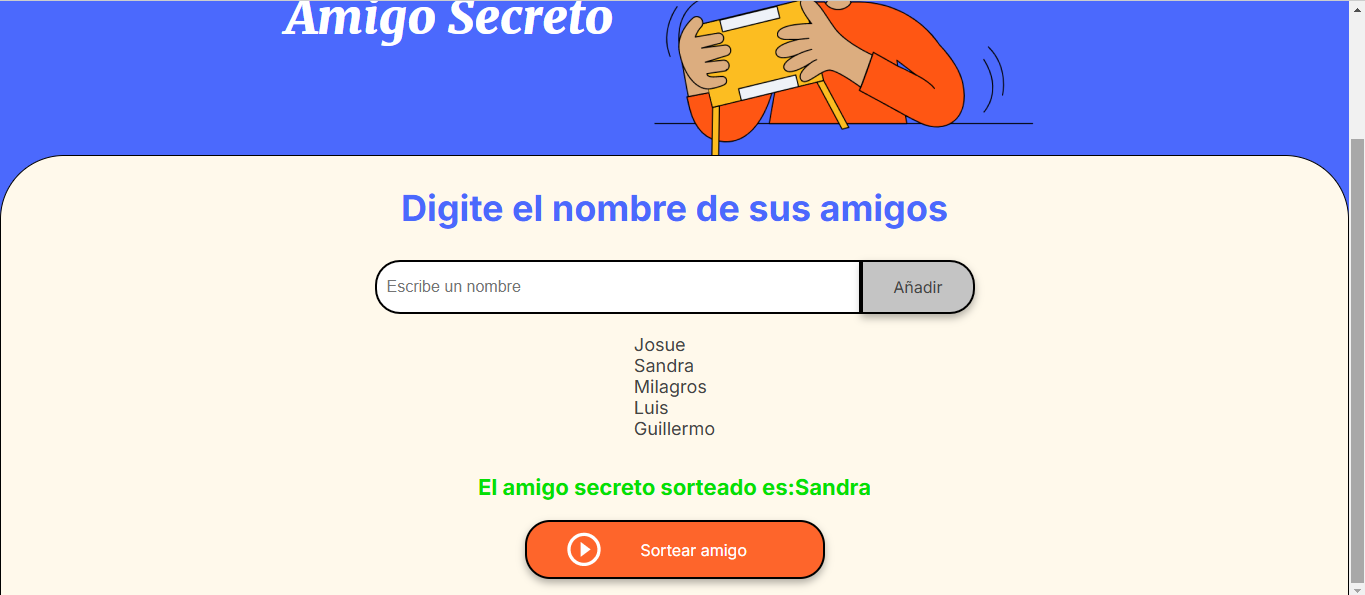 Amigo Secreto
Digite el nombre de sus amigos
Escribe un nombre
Añadir
Josue
Sandra
Milagros
Luis
Guillermo
El amigo secreto sorteado es:Sandra
Sortear amigo